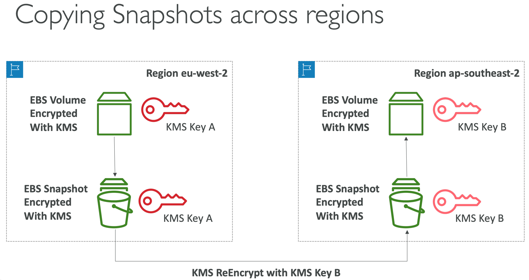 Copying Snapshots across regions
Region eu-west-2
EBS Volume
Encrypted
With KMS
KMS Key A
EBS Snapshot
Encrypted
With KMS
KMS Key A
Region ap-southeast-2
EBS Volume
Encrypted
With KMS
KMS Key B
EBS Snapshot
Encrypted
With KMS
KMS Key B
KMS ReEncrypt with KMS Key B